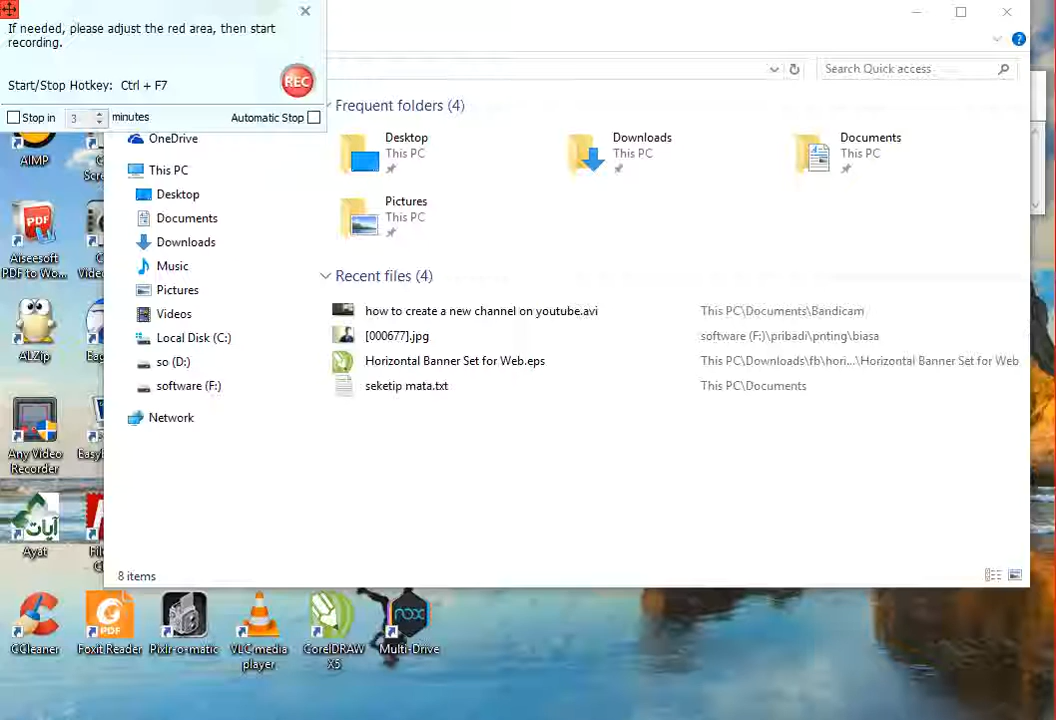 If needed, please adjust the red area, then start
recording.
Start/Stop Hotkey: Ctrl + F7
REC
Stop in 3 minutes Automatic Stop
Search Quick access
Frequent folders (4)
Desktop
This PC
Downloads
This PC
Documents
This PC
Pictures
This PC
Recent files (4)
how to create a new channel on youtube.avi This PC\Documents\Bandicam
[000677].jpg software (F:)\pribadi\pnting\biasa
Horizontal Banner Set for Web.eps This PC\Downloads\fb\hori...\Horizontal Banner Set for Web
seketip mata.txt This PC\Documents
OneDrive
This PC
Desktop
Documents
Downloads
Music
Pictures
Videos
Local Disk (C:)
so (D:)
software (F:)
Network
8 items
AIMP
PDF
Aiseesoft
PDF to Wo...
ALZip
Any Video
Recorder
آيات
Ayat
CCleaner
PDF
Foxit Reader
Pixlr-o-matic
VLC media
player
CorelDRAW
X5
nox
Multi-Drive